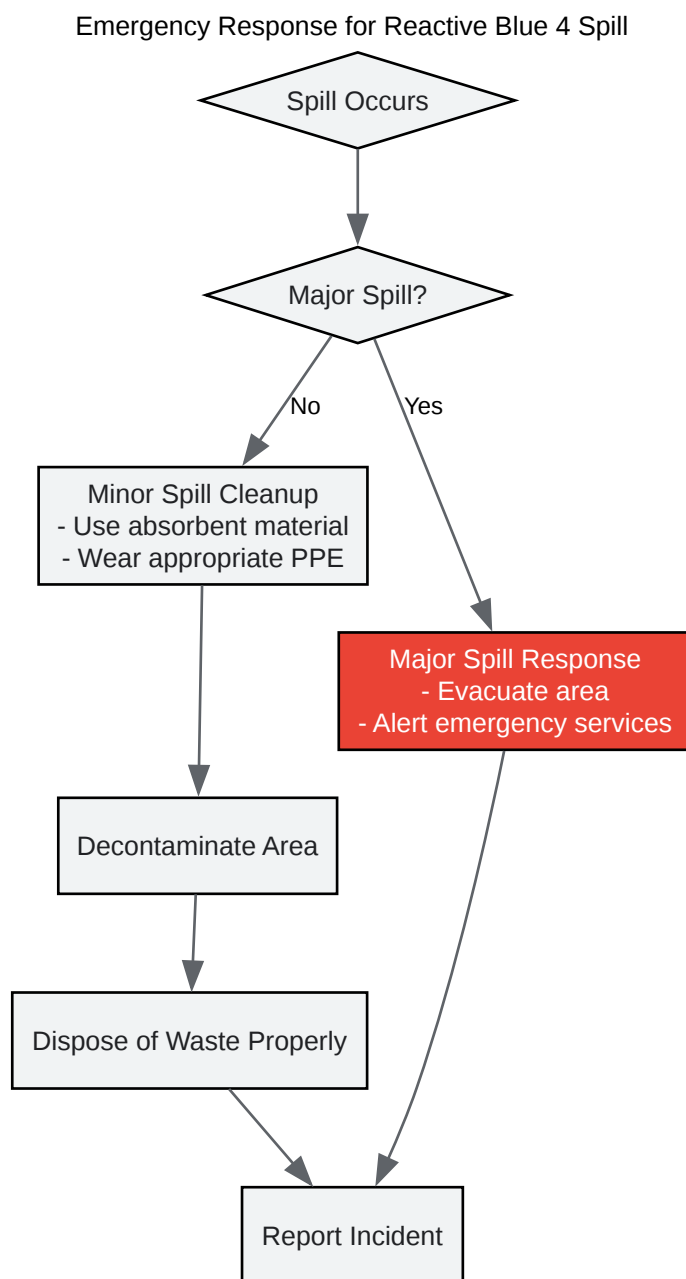 Emergency Response for Reactive Blue 4 Spill
Spill Occurs
Major Spill?
No
Yes
Minor Spill Cleanup
- Use absorbent material
- Wear appropriate PPE
Major Spill Response
- Evacuate area
- Alert emergency services
Decontaminate Area
Dispose of Waste Properly
Report Incident